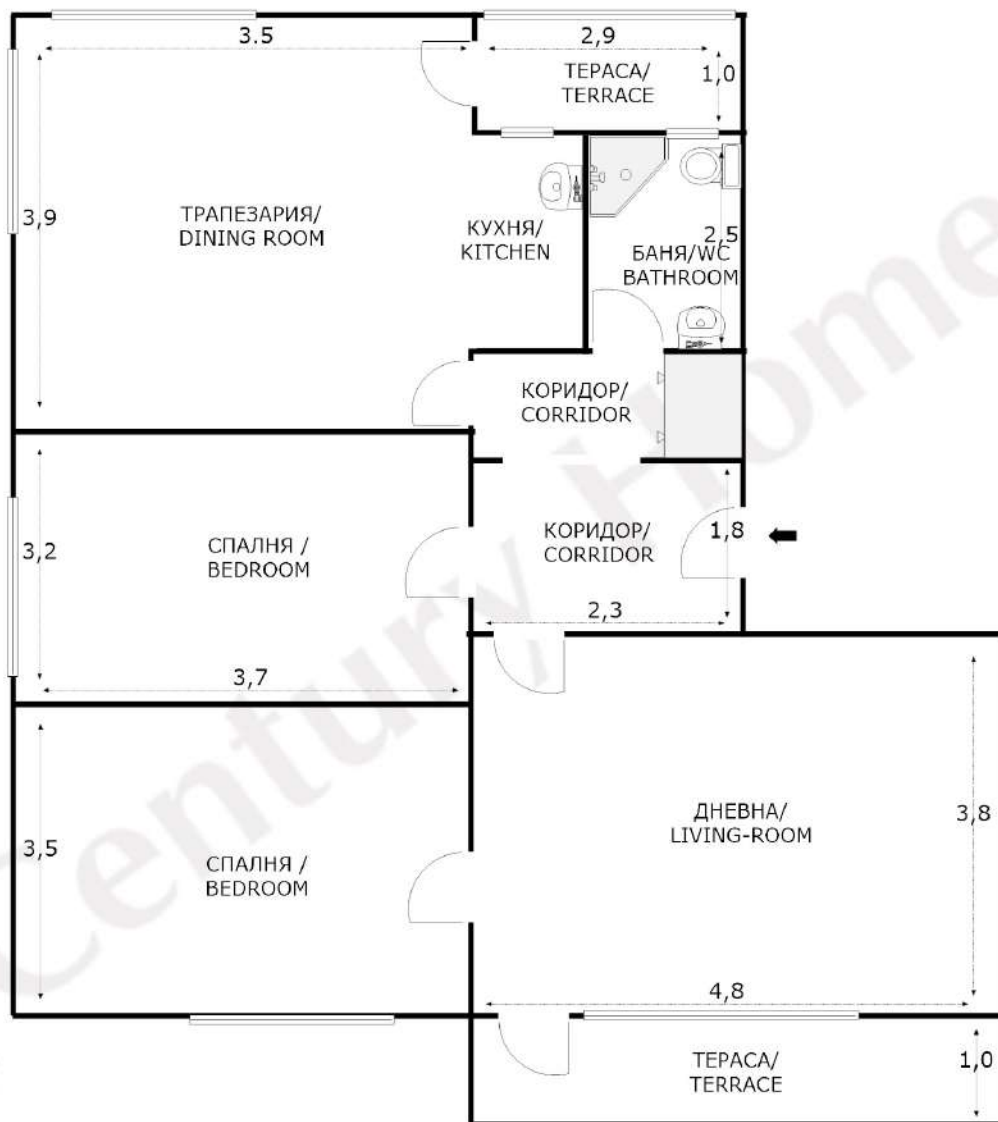 3.5
2,9
ТЕРАСА/
TERRACE
1,0
3,9
ТРАПЕЗАРИЯ/
DINING ROOM
КУХНЯ/
KITCHEN
2,5
БАНЯ/WC
BATHROOM
КОРИДОР/
CORRIDOR
3,2
СПАЛНЯ /
BEDROOM
КОРИДОР/
CORRIDOR
1,8
2,3
3,7
3,5
СПАЛНЯ /
BEDROOM
ДНЕВНА/
LIVING-ROOM
3,8
4,8
ТЕРАСА/
TERRACE
1,0
Century Home